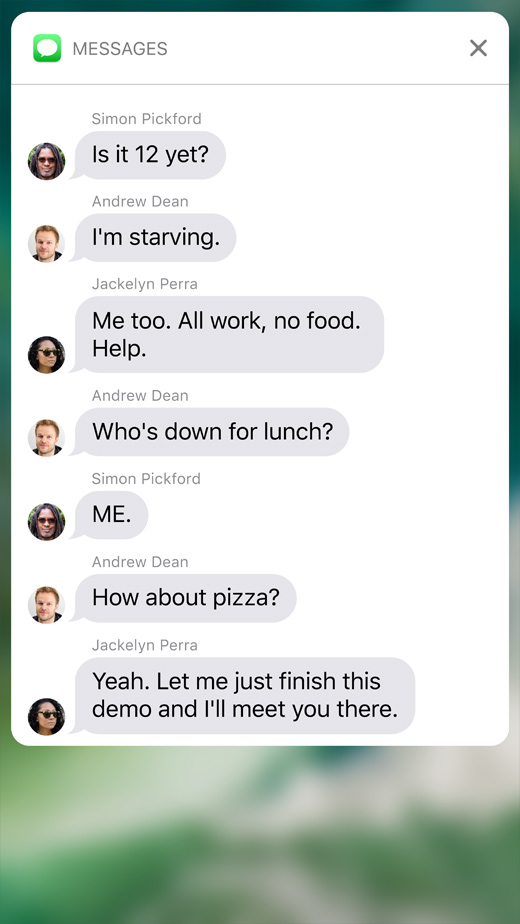 MESSAGES
Simon Pickford
Is it 12 yet?
Andrew Dean
I'm starving.
Jackelyn Perra
Me too. All work, no food.
Help.
Andrew Dean
Who's down for lunch?
Simon Pickford
ME.
Andrew Dean
How about pizza?
Jackelyn Perra
Yeah. Let me just finish this
demo and I'll meet you there.